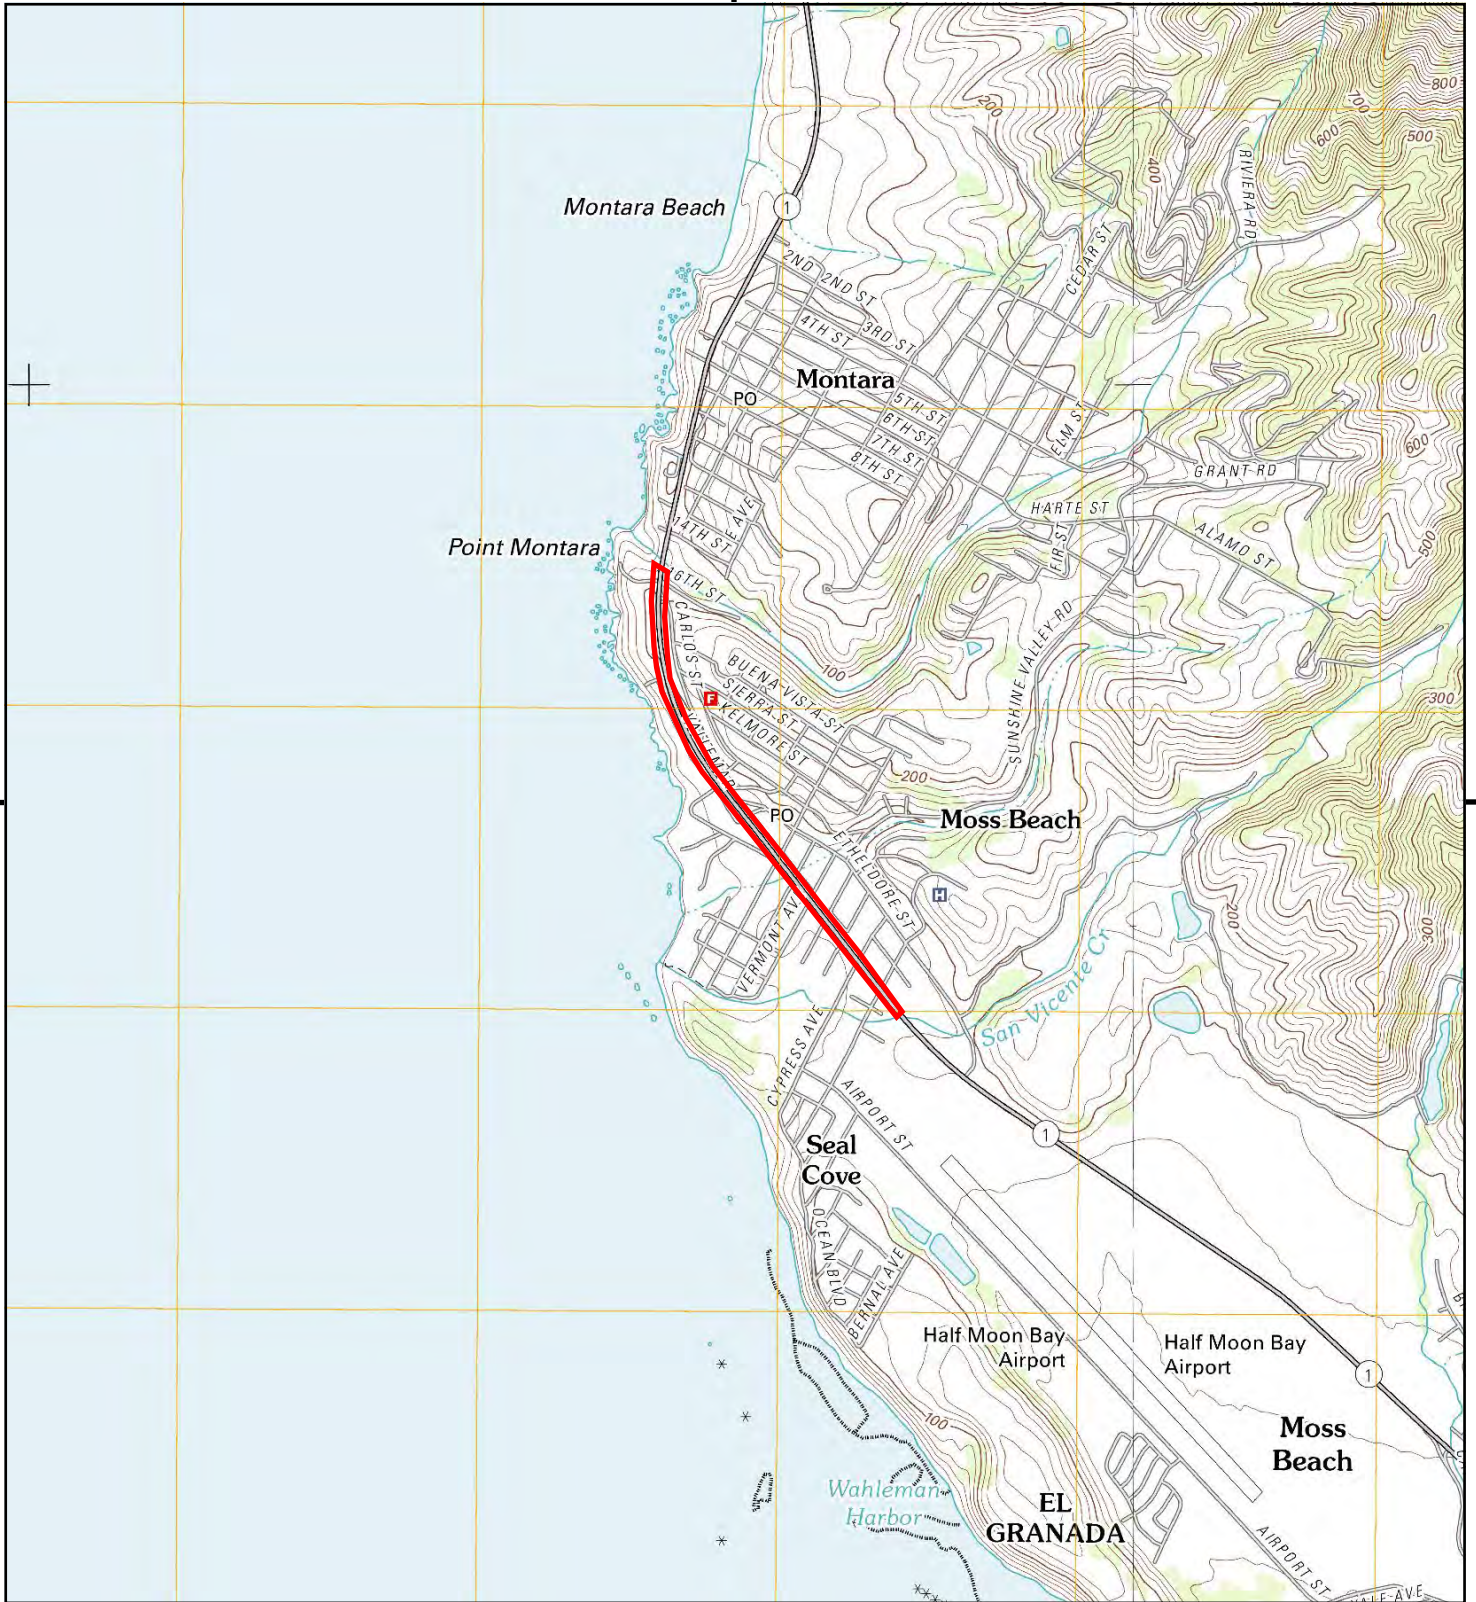 800
700
200
600
500
400
RIVIERA RD
Montara Beach
1
CEDAR ST
2ND
2ND ST
3RD ST
4TH ST
Montara
PO
5TH ST
6TH ST
7TH ST
8TH ST
ELM ST
600
GRANT RD
HARTE ST
E AVE
14TH ST
ALAMO ST
FIR ST
500
Point Montara
16TH ST
CARLOS ST
SUNSHINE VALLEY RD
100
BUENA VISTA ST
SIERRA ST
KELMORE ST
F
300
VALLEMAR
200
PO
Moss Beach
ETHELDORE ST
H
VERMONT AV
200
300
San Vicente Cr
CYPRESS AVE
AIRPORT ST
1
Seal
Cove
OCEAN BLVD
BERNAL AVE
Half Moon Bay
Airport
Half Moon Bay
Airport
1
100
Moss
Beach
Wahleman
Harbor
EL
GRANADA
AIRPORT ST